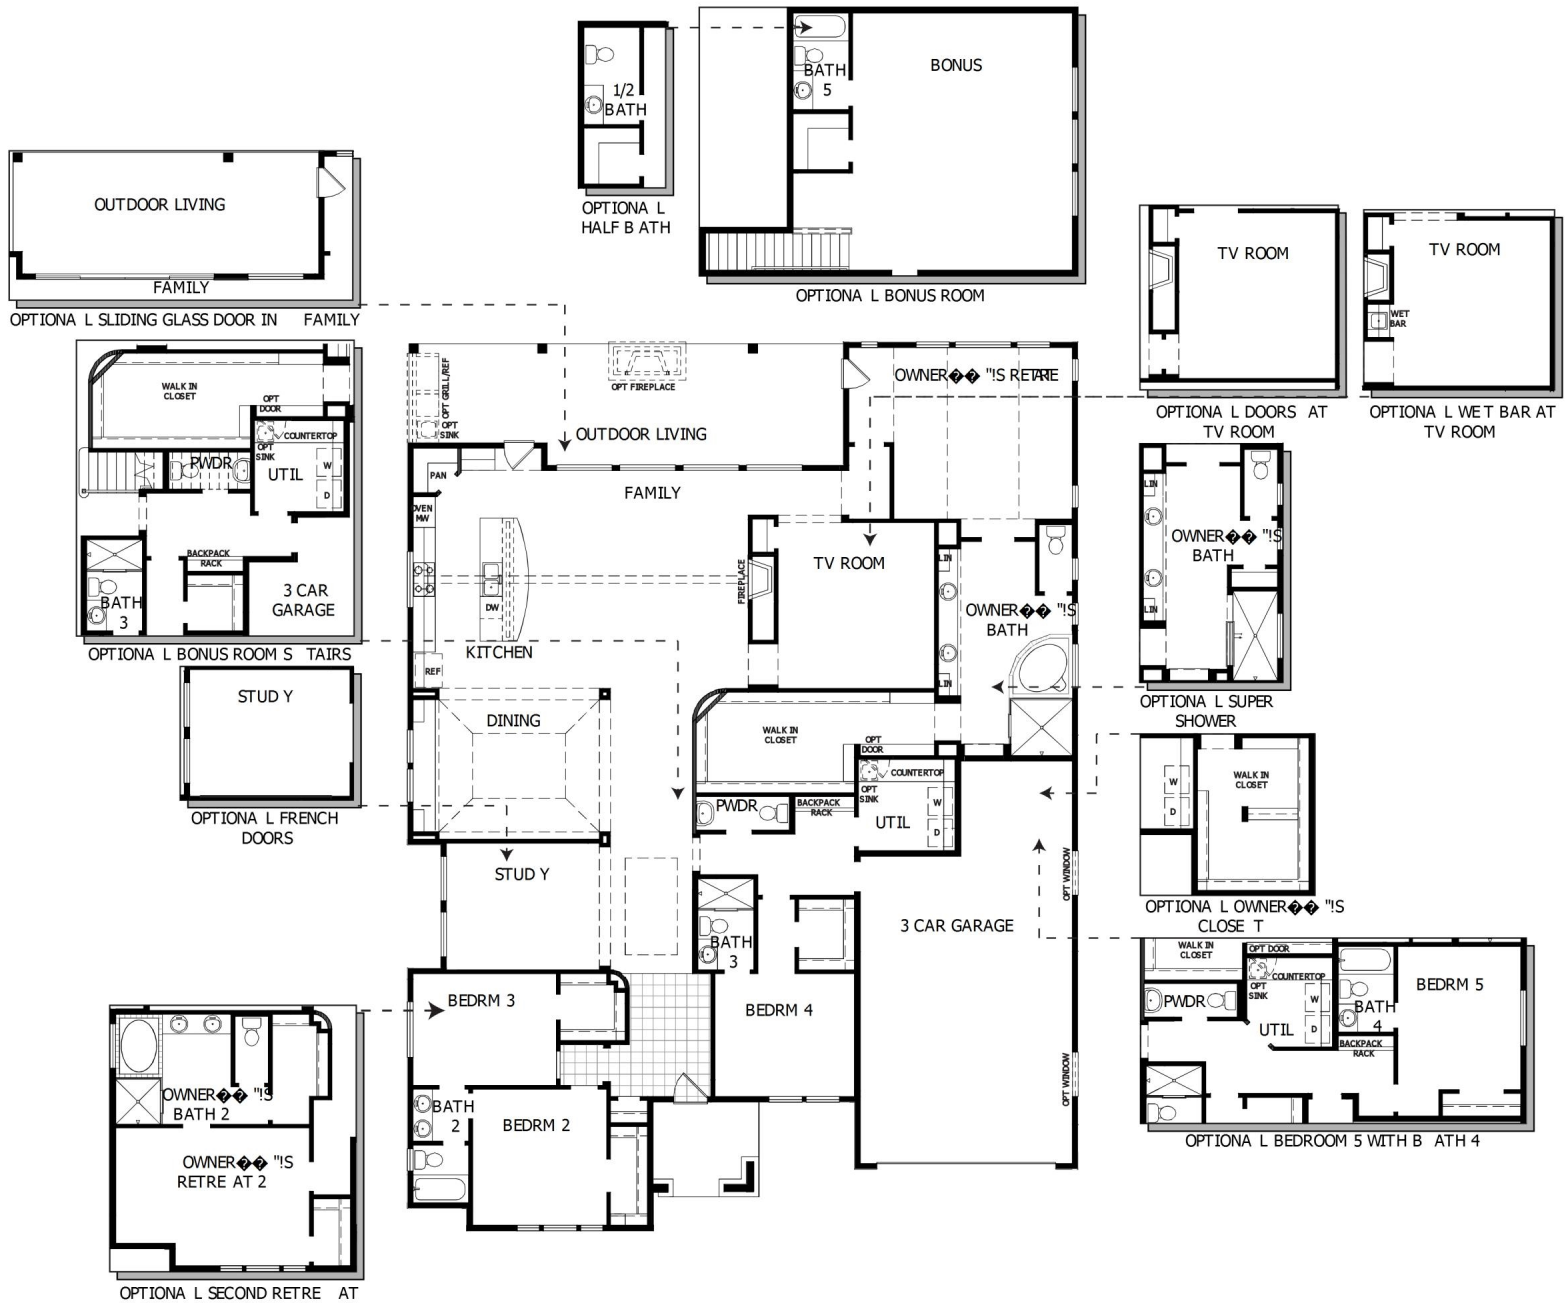 1/2
BATH
OPTIONA L
HALF B ATH
BATH
5
BONUS
OPTIONA L BONUS ROOM
OUTDOOR LIVING
FAMILY
OPTIONA L SLIDING GLASS DOOR IN FAMILY
TV ROOM
OPTIONA L DOORS AT
TV ROOM
TV ROOM
WET
BAR
OPTIONA L WE T BAR AT
TV ROOM
WALK IN
CLOSET
OPT
DOOR
OPT
SINK
COUNTERTOP
PWDR
UTIL
W
D
BACKPACK
RACK
BATH
3
3 CAR
GARAGE
OPTIONA L BONUS ROOM S TAIRS
STUD Y
OPTIONA L FRENCH
DOORS
OPT GRILL/REF
OPT
SINK
OPT FIREPLACE
OUTDOOR LIVING
OWNER�� "!S RETRE AT
PAN
OVEN
MW
FAMILY
DW
KITCHEN
REF
FIREPLACE
TV ROOM
LIN
OWNER�� "!S
BATH
LIN
DINING
WALK IN
CLOSET
OPT
DOOR
COUNTERTOP
OPT
SINK
W
D
UTIL
PWDR
BACKPACK
RACK
STUD Y
BATH
3
3 CAR GARAGE
OPT WINDOW
OPT WINDOW
BEDRM 3
BEDRM 4
BATH
2
BEDRM 2
LIN
OWNER�� "!S
BATH
LIN
OPTIONA L SUPER
SHOWER
W
D
WALK IN
CLOSET
OPTIONA L OWNER�� "!S
CLOSE T
WALK IN
CLOSET
OPT DOOR
COUNTERTOP
OPT
SINK
W
D
PWDR
UTIL
BATH
4
BACKPACK
RACK
BEDRM 5
OPTIONA L BEDROOM 5 WITH B ATH 4
OWNER�� "!S
BATH 2
OWNER�� "!S
RETRE AT 2
OPTIONA L SECOND RETRE AT